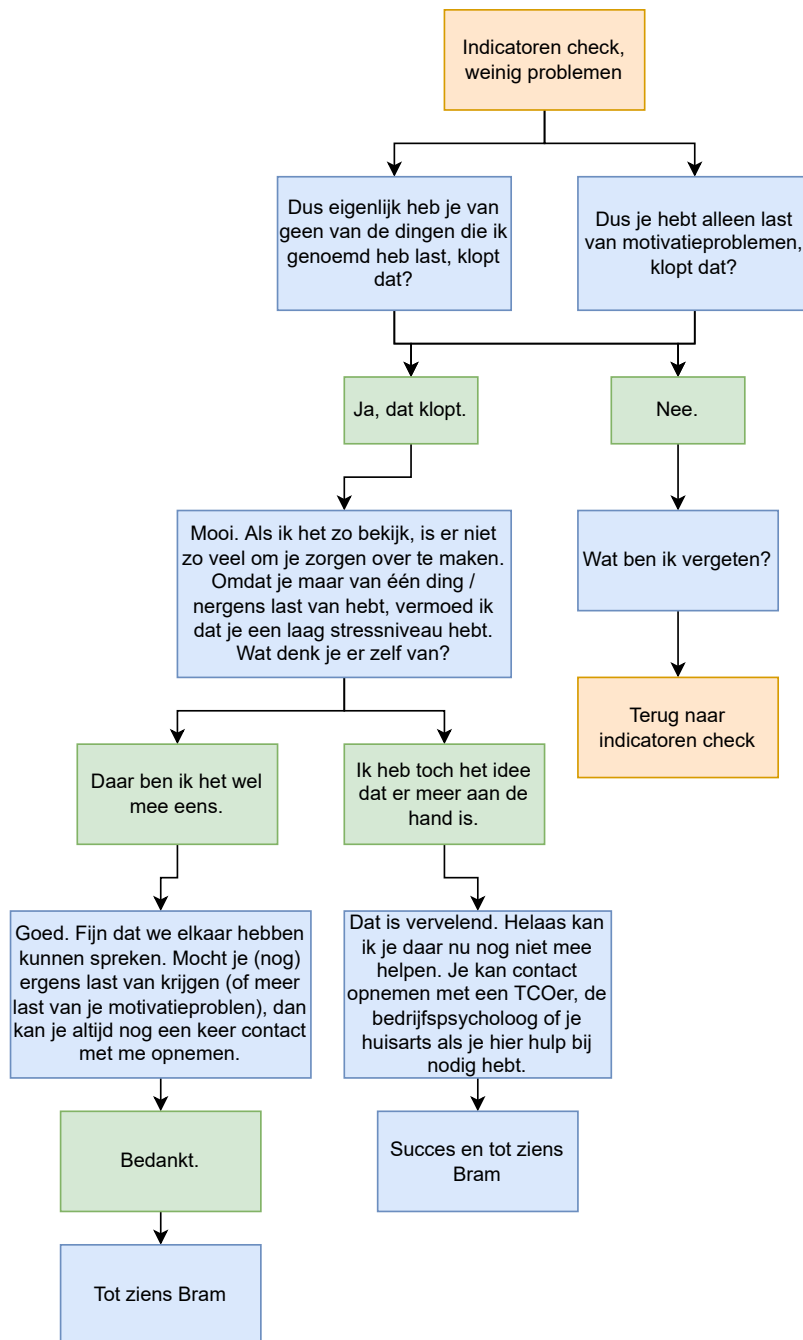 Indicatoren check,
weinig problemen
Dus eigenlijk heb je van
geen van de dingen die ik
genoemd heb last, klopt
dat?
Dus je hebt alleen last
van motivatieproblemen,
klopt dat?
Ja, dat klopt.
Nee.
Mooi. Als ik het zo bekijk, is er niet
zo veel om je zorgen over te maken.
Omdat je maar van één ding /
nergens last van hebt, vermoed ik
dat je een laag stressniveau hebt.
Wat denk je er zelf van?
Wat ben ik vergeten?
Terug naar
indicatoren check
Daar ben ik het wel
mee eens.
Ik heb toch het idee
dat er meer aan de
hand is.
Goed. Fijn dat we elkaar hebben
kunnen spreken. Mocht je (nog)
ergens last van krijgen (of meer
last van je motivatieproblen), dan
kan je altijd nog een keer contact
met me opnemen.
Dat is vervelend. Helaas kan
ik je daar nu nog niet mee
helpen. Je kan contact
opnemen met een TCOer, de
bedrijfspsycholoog of je
huisarts als je hier hulp bij
nodig hebt.
Bedankt.
Succes en tot ziens
Bram
Tot ziens Bram